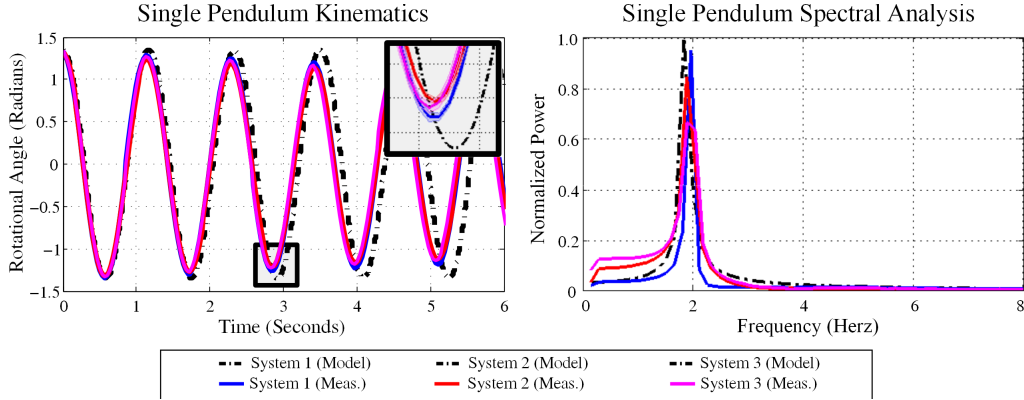 Single Pendulum Kinematics
Rotational Angle (Radians)
1.5
1
0.5
0
−0.5
−1
−1.5
0 1 2 3 4 5 6
Time (Seconds)
Single Pendulum Spectral Analysis
Normalized Power
1.0
0.8
0.6
0.4
0.2
0
0 2 4 6 8
Frequency (Herz)
System 1 (Model) System 2 (Model) System 3 (Model)
System 1 (Meas.) System 2 (Meas.) System 3 (Meas.)